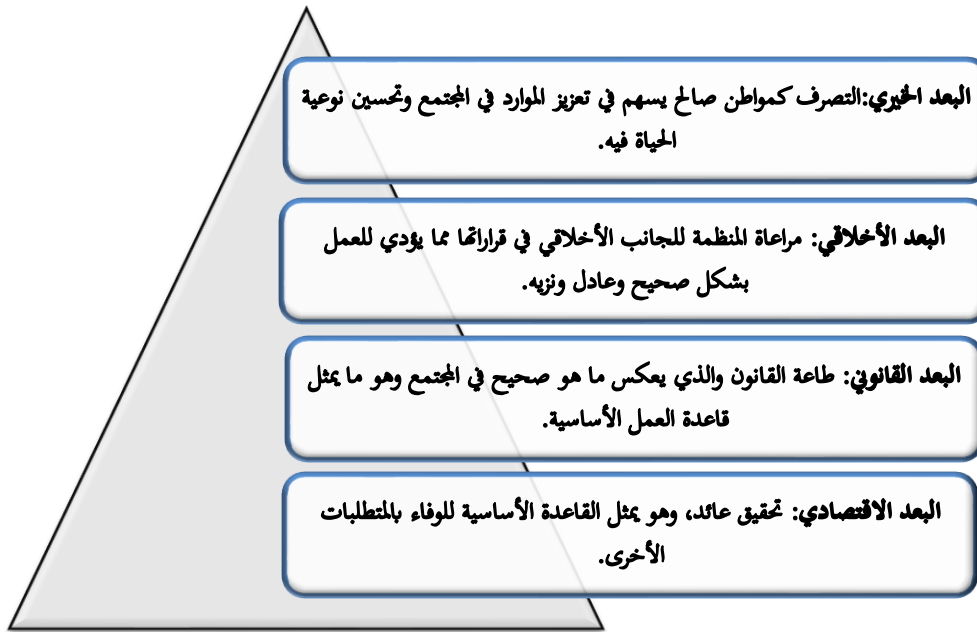 البعد الخيري:التصرف كمواطن صالح يسهم في تعزيز الموارد في المجتمع وتحسين نوعية
الحياة فيه.
البعد الأخلاقي: مراعاة المنظمة للجانب الأخلاقي في قراراتها مما يؤدي للعمل
بشكل صحيح وعادل ونزيه.
البعد القانوني: طاعة القانون والذي يعكس ما هو صحيح في المجتمع وهو ما يمثل
قاعدة العمل الأساسية.
البعد الاقتصادي: تحقيق عائد، وهو يمثل القاعدة الأساسية للوفاء بالمتطلبات
الأخرى.